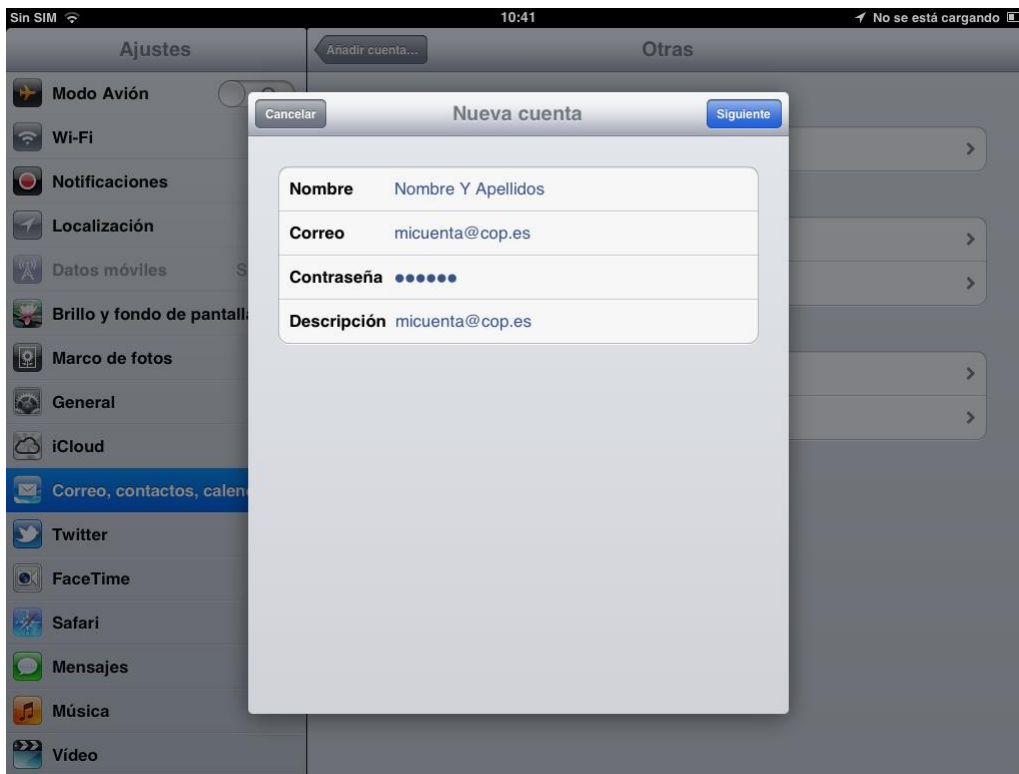 Sin SIM
10:41
No se está cargando
Ajustes
Añadir cuenta...
Otras
Modo Avión
Wi-Fi
Notificaciones
Localización
Datos móviles S
Brillo y fondo de pantall
Marco de fotos
General
iCloud
Correo, contactos, calen
Twitter
FaceTime
Safari
Mensajes
Música
Vídeo
Cancelar
Nueva cuenta
Siguiente
Nombre Nombre Y Apellidos
Correo micuenta@cop.es
Contraseña ●●●●●●
Descripción micuenta@cop.es